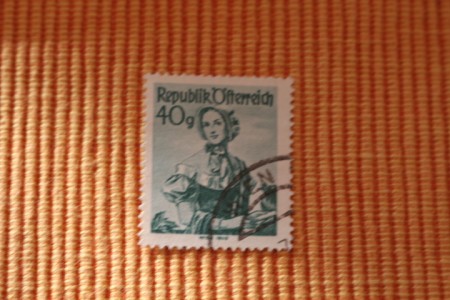 Republik Österreich
40g